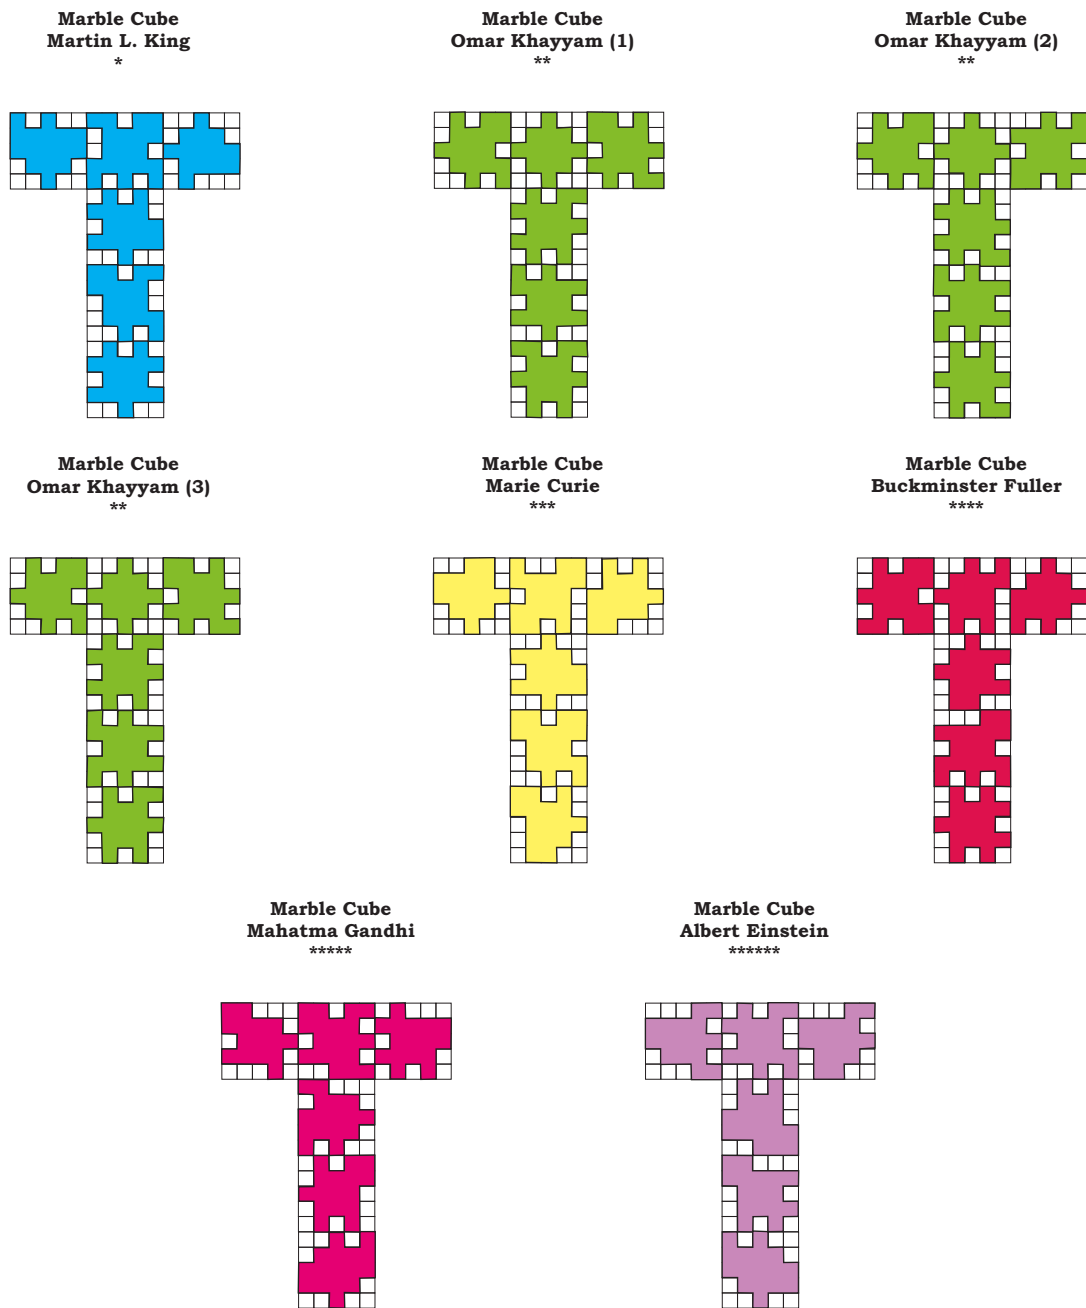 Marble Cube
Martin L. King
*
Marble Cube
Omar Khayyam (1)
**
Marble Cube
Omar Khayyam (2)
**
Marble Cube
Omar Khayyam (3)
**
Marble Cube
Marie Curie
***
Marble Cube
Buckminster Fuller
****
Marble Cube
Mahatma Gandhi
*****
Marble Cube
Albert Einstein
******